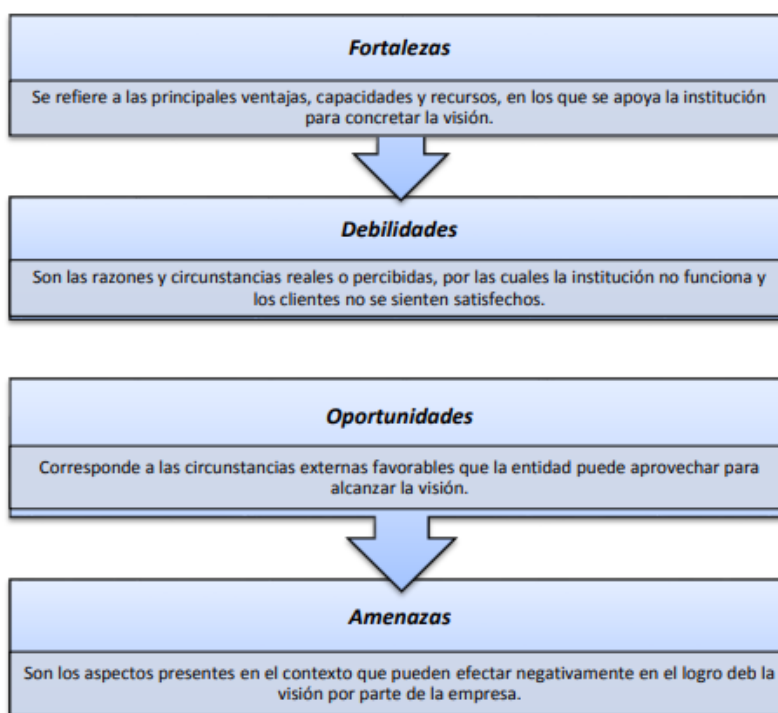 Fortalezas
Se refiere a las principales ventajas, capacidades y recursos, en los que se apoya la institución
para concretar la visión.
Debilidades
Son las razones y circunstancias reales o percibidas, por las cuales la institución no funciona y
los clientes no se sienten satisfechos.
Oportunidades
Corresponde a las circunstancias externas favorables que la entidad puede aprovechar para
alcanzar la visión.
Amenazas
Son los aspectos presentes en el contexto que pueden efectar negativamente en el logro deb la
visión por parte de la empresa.